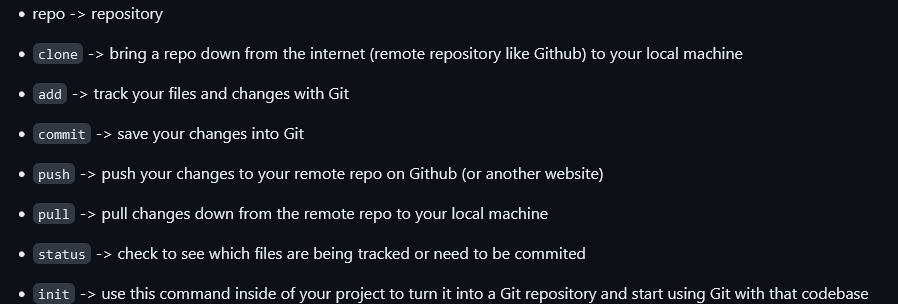 • repo -> repository
• clone -> bring a repo down from the internet (remote repository like Github) to your local machine
• add -> track your files and changes with Git
• commit -> save your changes into Git
• push -> push your changes to your remote repo on Github (or another website)
• pull -> pull changes down from the remote repo to your local machine
• status -> check to see which files are being tracked or need to be commited
• init -> use this command inside of your project to turn it into a Git repository and start using Git with that codebase